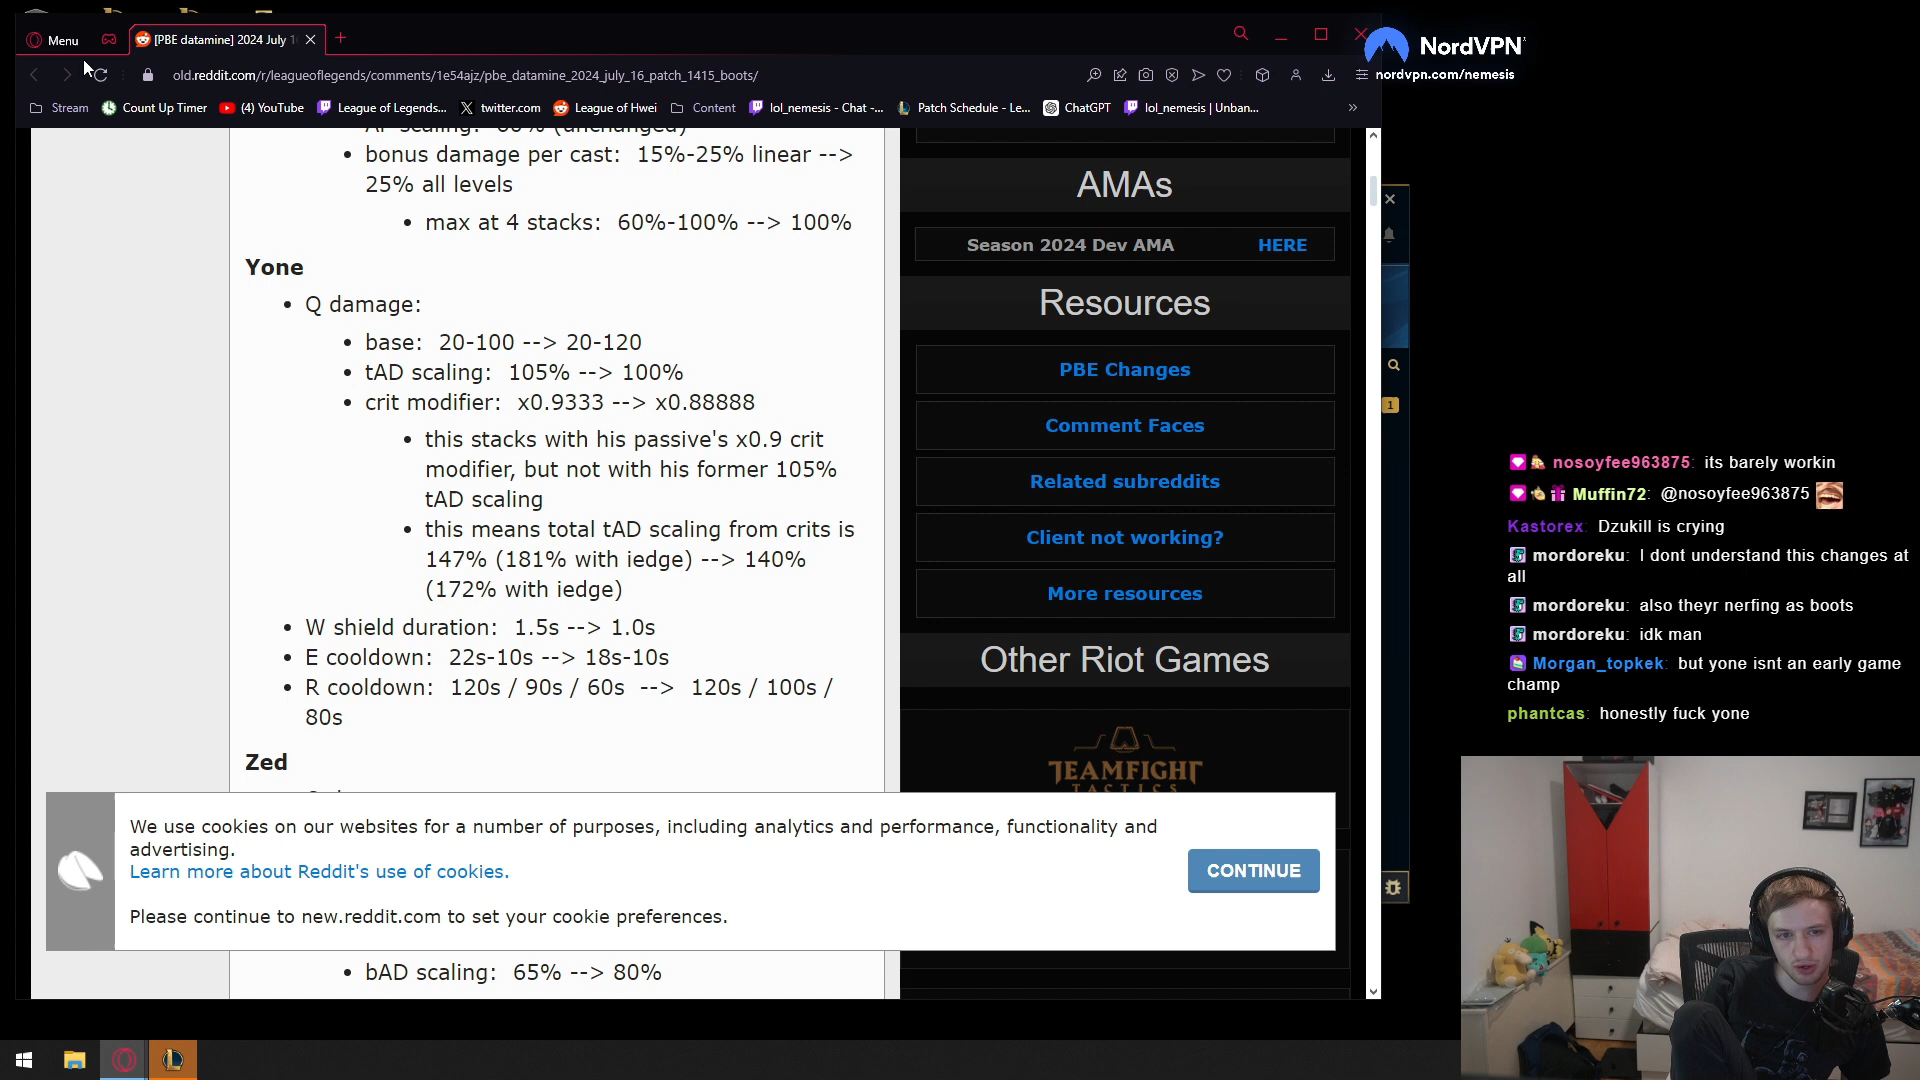 Menu
[PBE datamine] 2024 July 1
NordVPN
nordvpn.com/nemesis
old.reddit.com/r/leagueoflegends/comments/1e54ajz/pbe_datamine_2024_july_16_patch_1415_boots/
Stream
Count Up Timer
(4) YouTube
League of Legends...
twitter.com
League of Hwei
Content
lol_nemesis - Chat -...
Patch Schedule - Le...
ChatGPT
lol_nemesis | Unban...
AP scaling: 60% (unchanged)
• bonus damage per cast: 15%-25% linear -->
25% all levels
• max at 4 stacks: 60%-100% --> 100%
Yone
• Q damage:
• base: 20-100 --> 20-120
• tAD scaling: 105% --> 100%
• crit modifier: x0.9333 --> x0.88888
• this stacks with his passive's x0.9 crit
modifier, but not with his former 105%
tAD scaling
• this means total tAD scaling from crits is
147% (181% with iedge) --> 140%
(172% with iedge)
• W shield duration: 1.5s --> 1.0s
• E cooldown: 22s-10s --> 18s-10s
• R cooldown: 120s / 90s / 60s --> 120s / 100s /
80s
Zed
We use cookies on our websites for a number of purposes, including analytics and performance, functionality and
advertising.
Learn more about Reddit's use of cookies.
Please continue to new.reddit.com to set your cookie preferences.
CONTINUE
• bAD scaling: 65% --> 80%
AMAs
Season 2024 Dev AMA HERE
Resources
PBE Changes
Comment Faces
Related subreddits
Client not working?
More resources
Other Riot Games
TEAMFIGHT
TACTICS
1
nosoyfee963875: its barely workin
Muffin72: @nosoyfee963875
Kastorex: Dzukill is crying
mordoreku: I dont understand this changes at
all
mordoreku: also theyr nerfing as boots
mordoreku: idk man
Morgan_topkek: but yone isnt an early game
champ
phantcas: honestly fuck yone